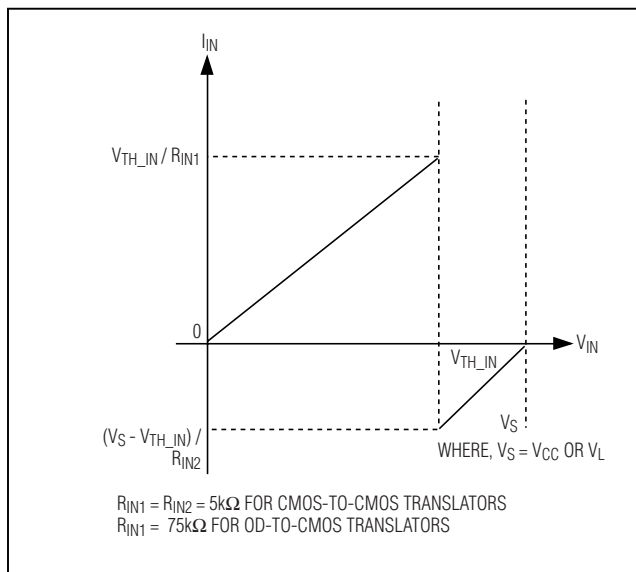 I_IN
V_TH_IN / R_IN1
0
V_IN
V_TH_IN
(V_S - V_TH_IN) /
R_IN2
V_S
WHERE, V_S = V_CC OR V_L
R_IN1 = R_IN2 = 5kΩ FOR CMOS-TO-CMOS TRANSLATORS
R_IN1 = 75kΩ FOR OD-TO-CMOS TRANSLATORS